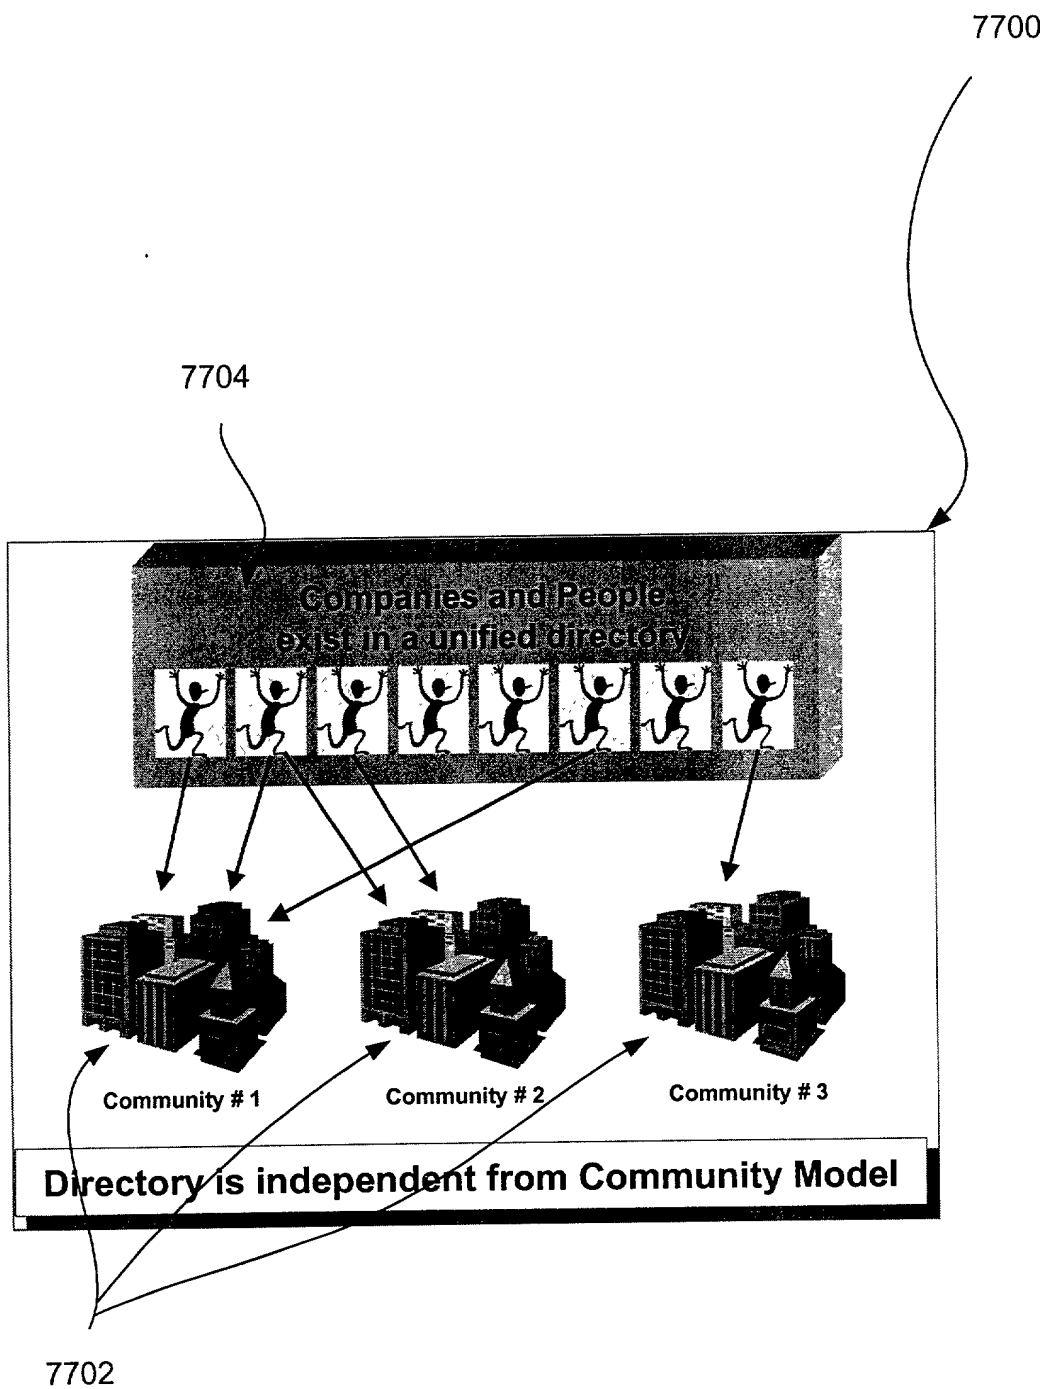 7700
7704
Companies and People
exist in a unified directory
Community # 1
Community # 2
Community # 3
Directory is independent from Community Model
7702